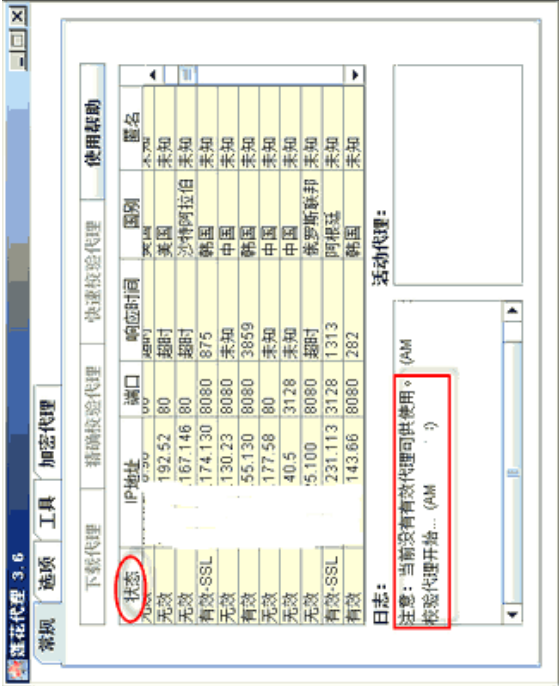 莲花代理 3.6
常规 选项 工具 加密代理
下载代理 精确校验代理 快速校验代理 使用帮助
状态 IP地址 端口 响应时间 国别 匿名
无效 192.52 80 超时 美国 未知
无效 167.146 80 超时 沙特阿拉伯 未知
有效-SSL 174.130 8080 875 韩国 未知
无效 130.23 8080 未知 中国 未知
有效 55.130 8080 3859 韩国 未知
无效 177.58 80 未知 中国 未知
无效 40.5 3128 未知 中国 未知
无效 5.100 8080 超时 俄罗斯联邦 未知
有效-SSL 231.113 3128 1313 阿根廷 未知
有效 143.66 8080 282 韩国 未知
日志: 活动代理:
注意: 当前没有有效代理可供使用。 (AM
校验代理开始... (AM :)